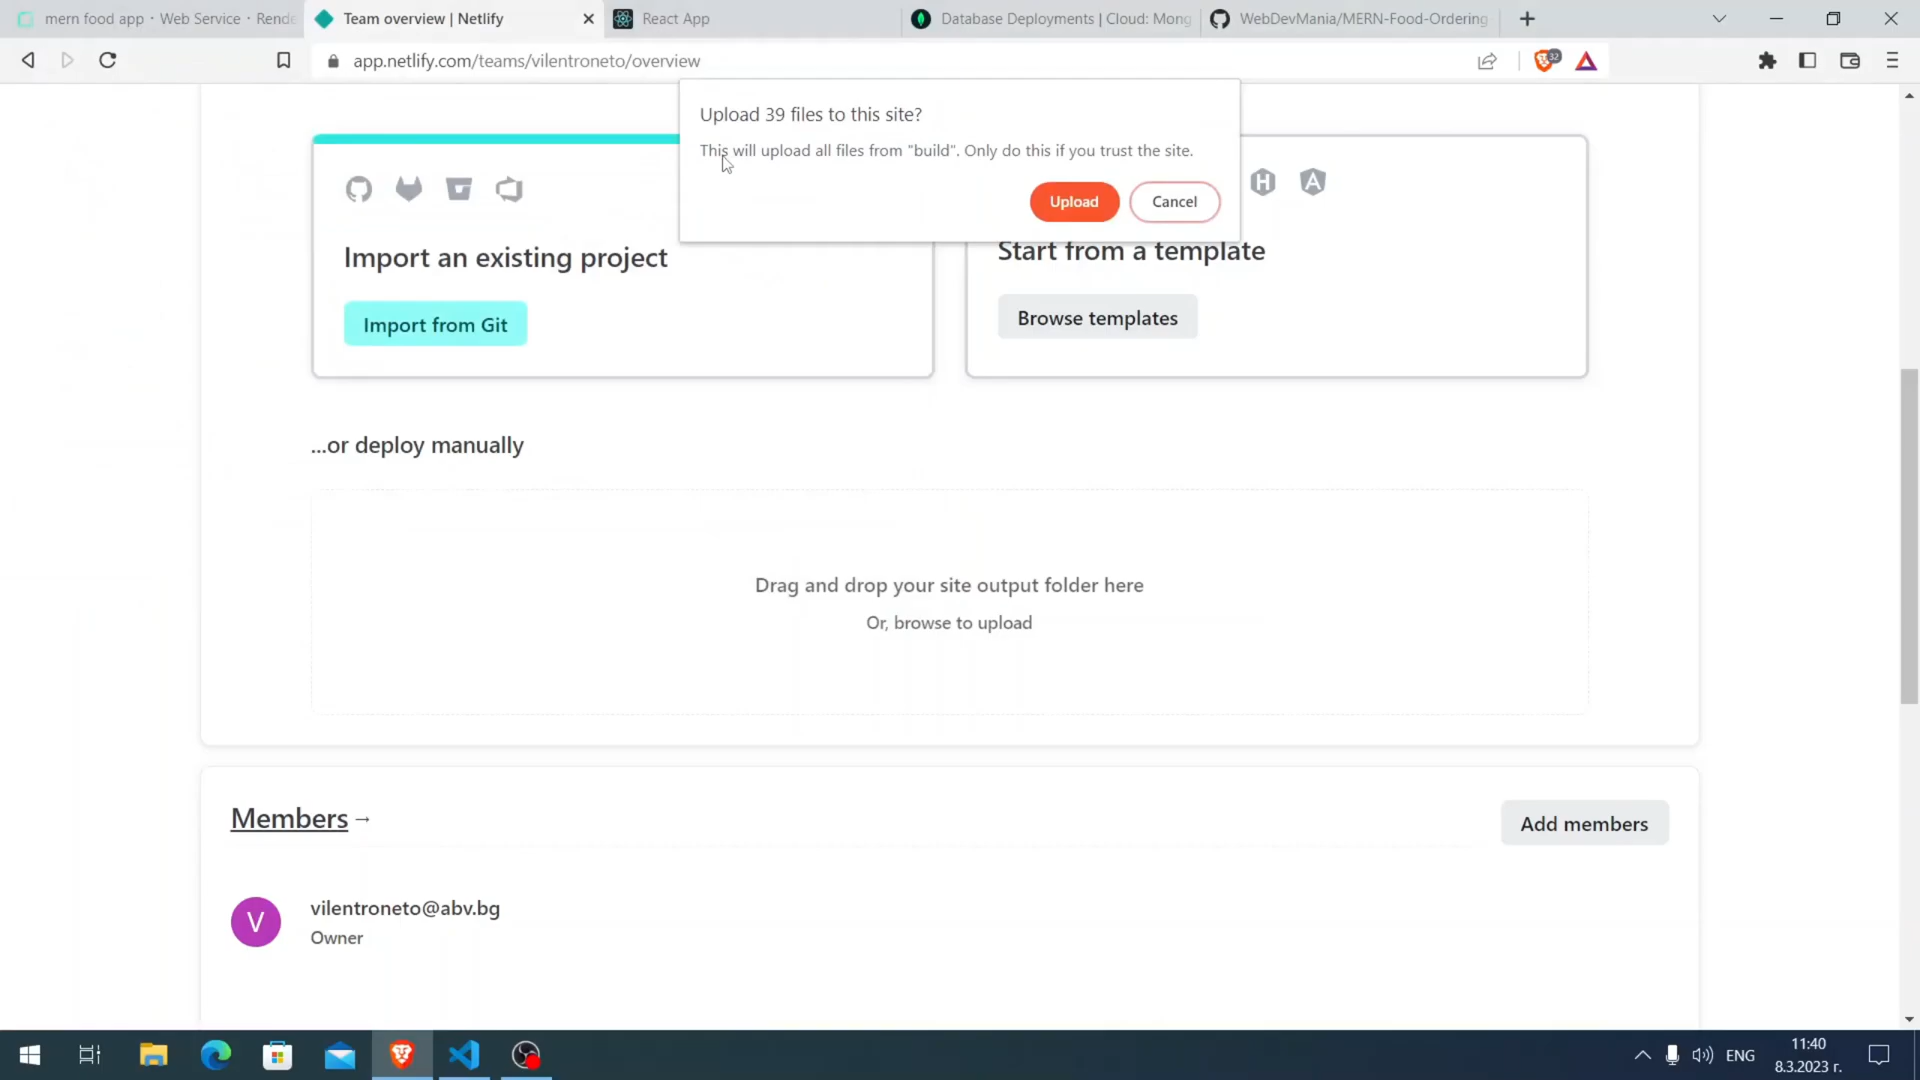 mern food app · Web Service · Rende
Team overview | Netlify
React App
Database Deployments | Cloud: Mong
WebDevMania/MERN-Food-Ordering
app.netlify.com/teams/vilentroneto/overview
32
Upload 39 files to this site?
This will upload all files from "build". Only do this if you trust the site.
Upload
Cancel
Import an existing project
Import from Git
Start from a template
Browse templates
...or deploy manually
Drag and drop your site output folder here
Or, browse to upload
Members →
Add members
V
vilentroneto@abv.bg
Owner
ENG
11:40
8.3.2023 г.